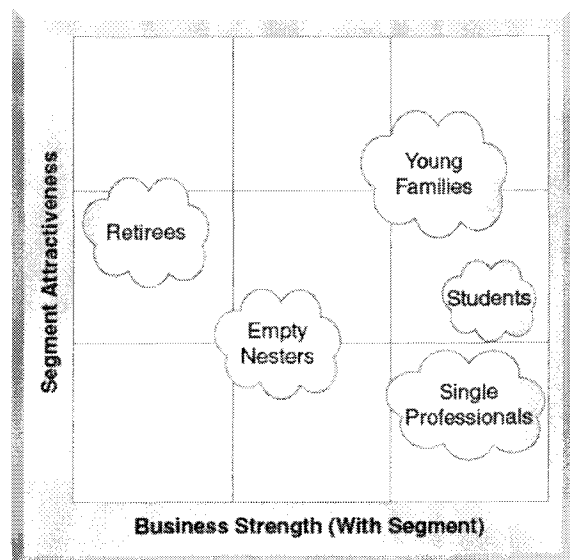 Segment Attractiveness
Young
Families
Retirees
Students
Empty
Nesters
Single
Professionals
Business Strength (With Segment)